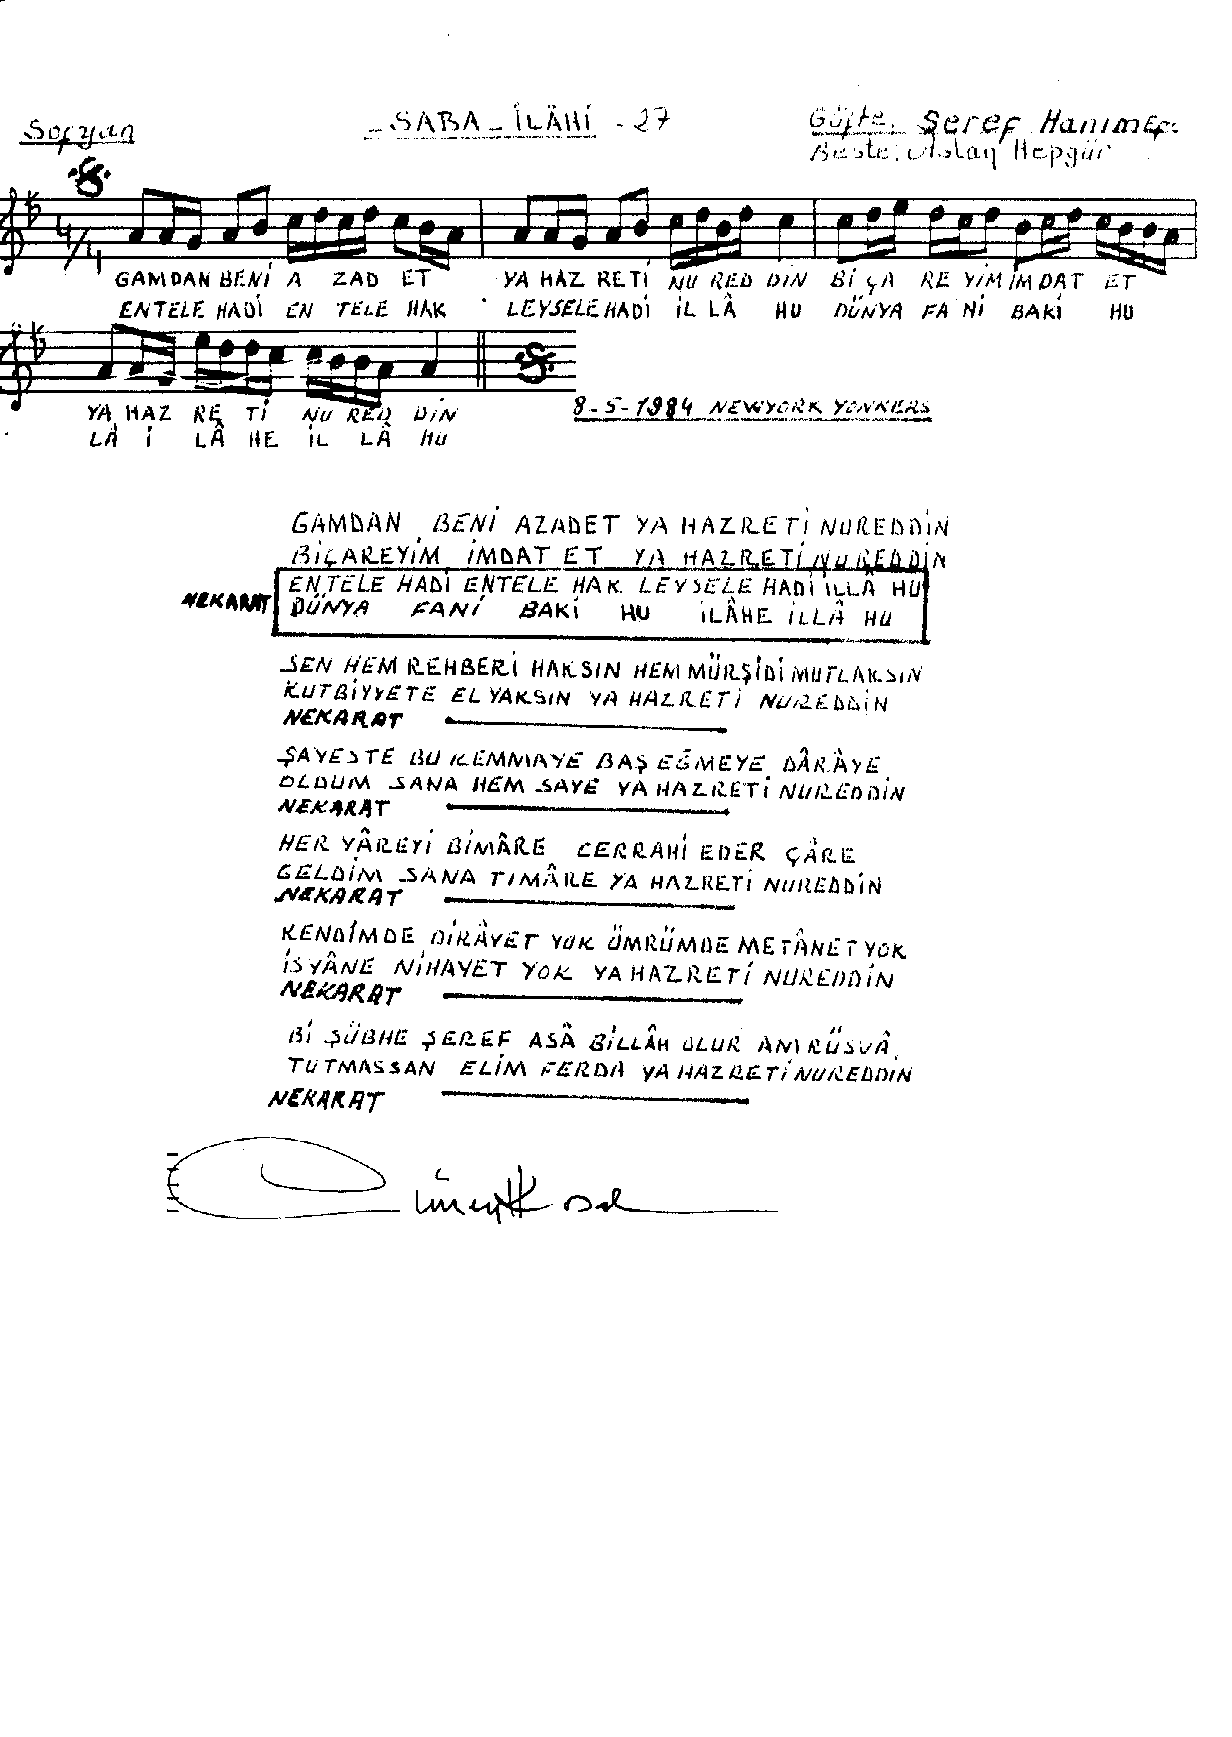 Sofyan
SABA - İLÂHİ - 27
Güfte. Şeref Hanımef.
Beste. Aslan Hepgür
4/4
GAMDAN BENİ A ZAD ET YA HAZ RETİ NU RED DİN Bİ ÇA RE YİM İMDAT ET
ENTELE HADİ EN TELE HAK LEYSELE HADİ İL LÂ HU DÜNYA FA Nİ BAKİ HU
YA HAZ RE Tİ NU RED DİN
LÂ İ LÂ HE İL LÂ HU
8-5-1984 NEWYORK YONKERS
GAMDAN BENİ AZADET YA HAZRETİ NUREDDİN
BİÇAREYİM İMDAT ET YA HAZRETİ NUREDDİN
ENTELE HADİ ENTELE HAK LEYSELE HADİ İLLÂ HU
NEKARAT DÜNYA FANİ BAKİ HU İLÂHE İLLÂ HU
SEN HEM REHBERİ HAKSIN HEM MÜRŞİDİ MUTLAKSIN
KUTBİYYETE EL YAKSIN YA HAZRETİ NUREDDİN
NEKARAT
ŞAYESTE BU KEMMAYE BAŞ EĞMEYE DÂRÂYE
OLDUM SANA HEM SAYE YA HAZRETİ NUREDDİN
NEKARAT
HER YÂREYİ BİMÂRE CERRAHİ EDER ÇÂRE
GELDİM SANA TIMÂRE YA HAZRETİ NUREDDİN
NEKARAT
KENDİMDE DİRÂYET YOK ÖMRÜMDE METÂNET YOK
İSYÂNE NİHAYET YOK YA HAZRETİ NUREDDİN
NEKARAT
Bİ ŞÜBHE ŞEREF ASÂ BİLLÂH OLUR ANI RÜSVÂ
TUTMASSAN ELİM FERDA YA HAZRETİ NUREDDİN
NEKARAT
Cüneyt Kosal